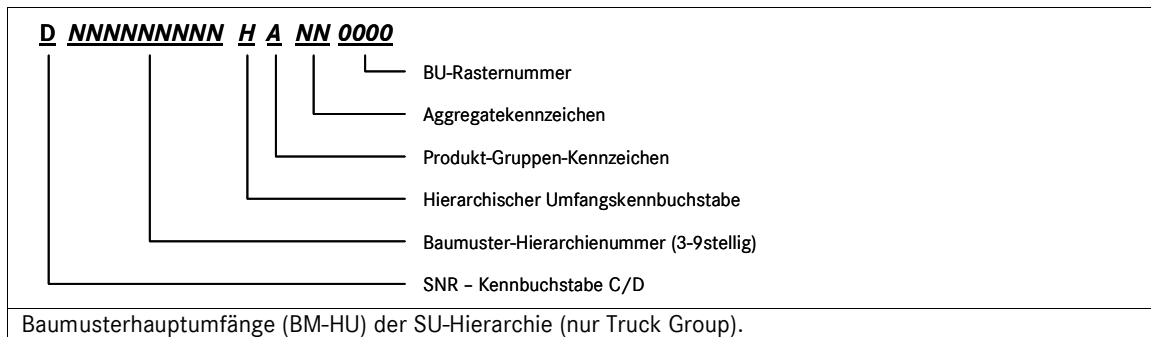 D NNNNNNNNN H A NN 0000
BU-Rasternummer
Aggregatekennzeichen
Produkt-Gruppen-Kennzeichen
Hierarchischer Umfangskennbuchstabe
Baumuster-Hierarchienummer (3-9stellig)
SNR – Kennbuchstabe C/D
Baumusterhauptumfänge (BM-HU) der SU-Hierarchie (nur Truck Group).